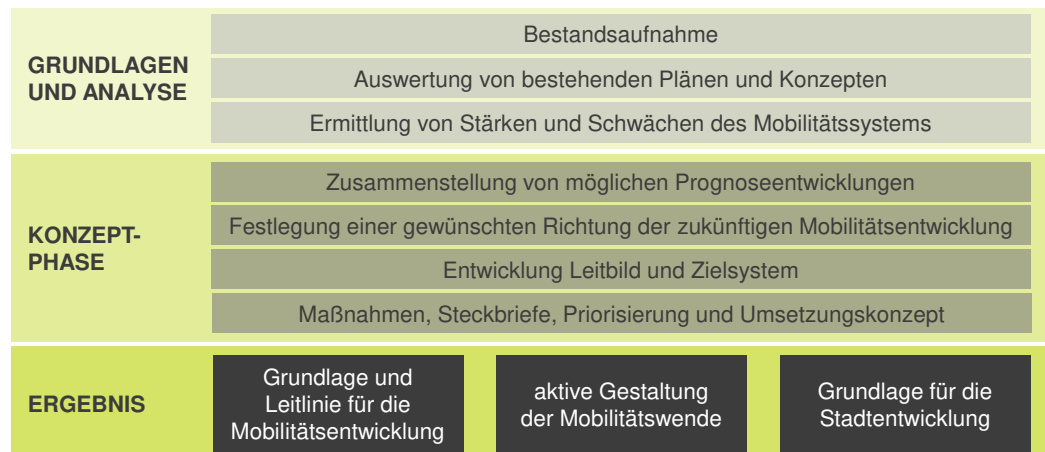 GRUNDLAGEN
UND ANALYSE
Bestandsaufnahme
Auswertung von bestehenden Plänen und Konzepten
Ermittlung von Stärken und Schwächen des Mobilitätssystems
KONZEPT-
PHASE
Zusammenstellung von möglichen Prognoseentwicklungen
Festlegung einer gewünschten Richtung der zukünftigen Mobilitätsentwicklung
Entwicklung Leitbild und Zielsystem
Maßnahmen, Steckbriefe, Priorisierung und Umsetzungskonzept
ERGEBNIS
Grundlage und
Leitlinie für die
Mobilitätsentwicklung
aktive Gestaltung
der Mobilitätswende
Grundlage für die
Stadtentwicklung